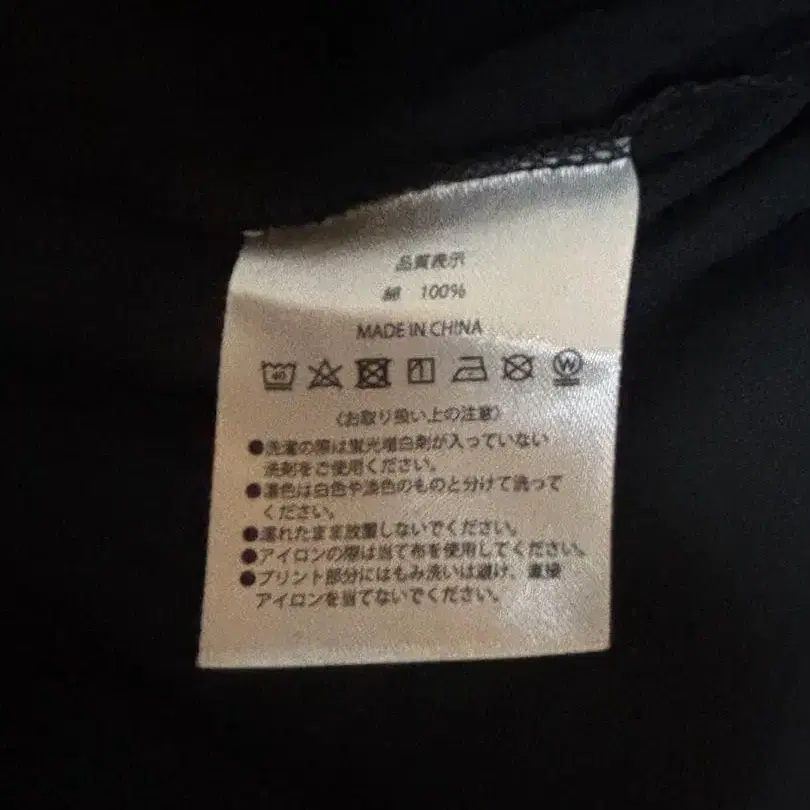 品質表示
綿 100%
MADE IN CHINA
40 W
〈お取り扱い上の注意〉
●洗濯の際は蛍光増白剤が入っていない
洗剤をご使用ください。
●濃色は白色や淡色のものと分けて洗って
ください。
●濡れたまま放置しないでください。
●アイロンの際は当て布を使用してください。
●プリント部分にはもみ洗いは避け、直接
アイロンを当てないでください。